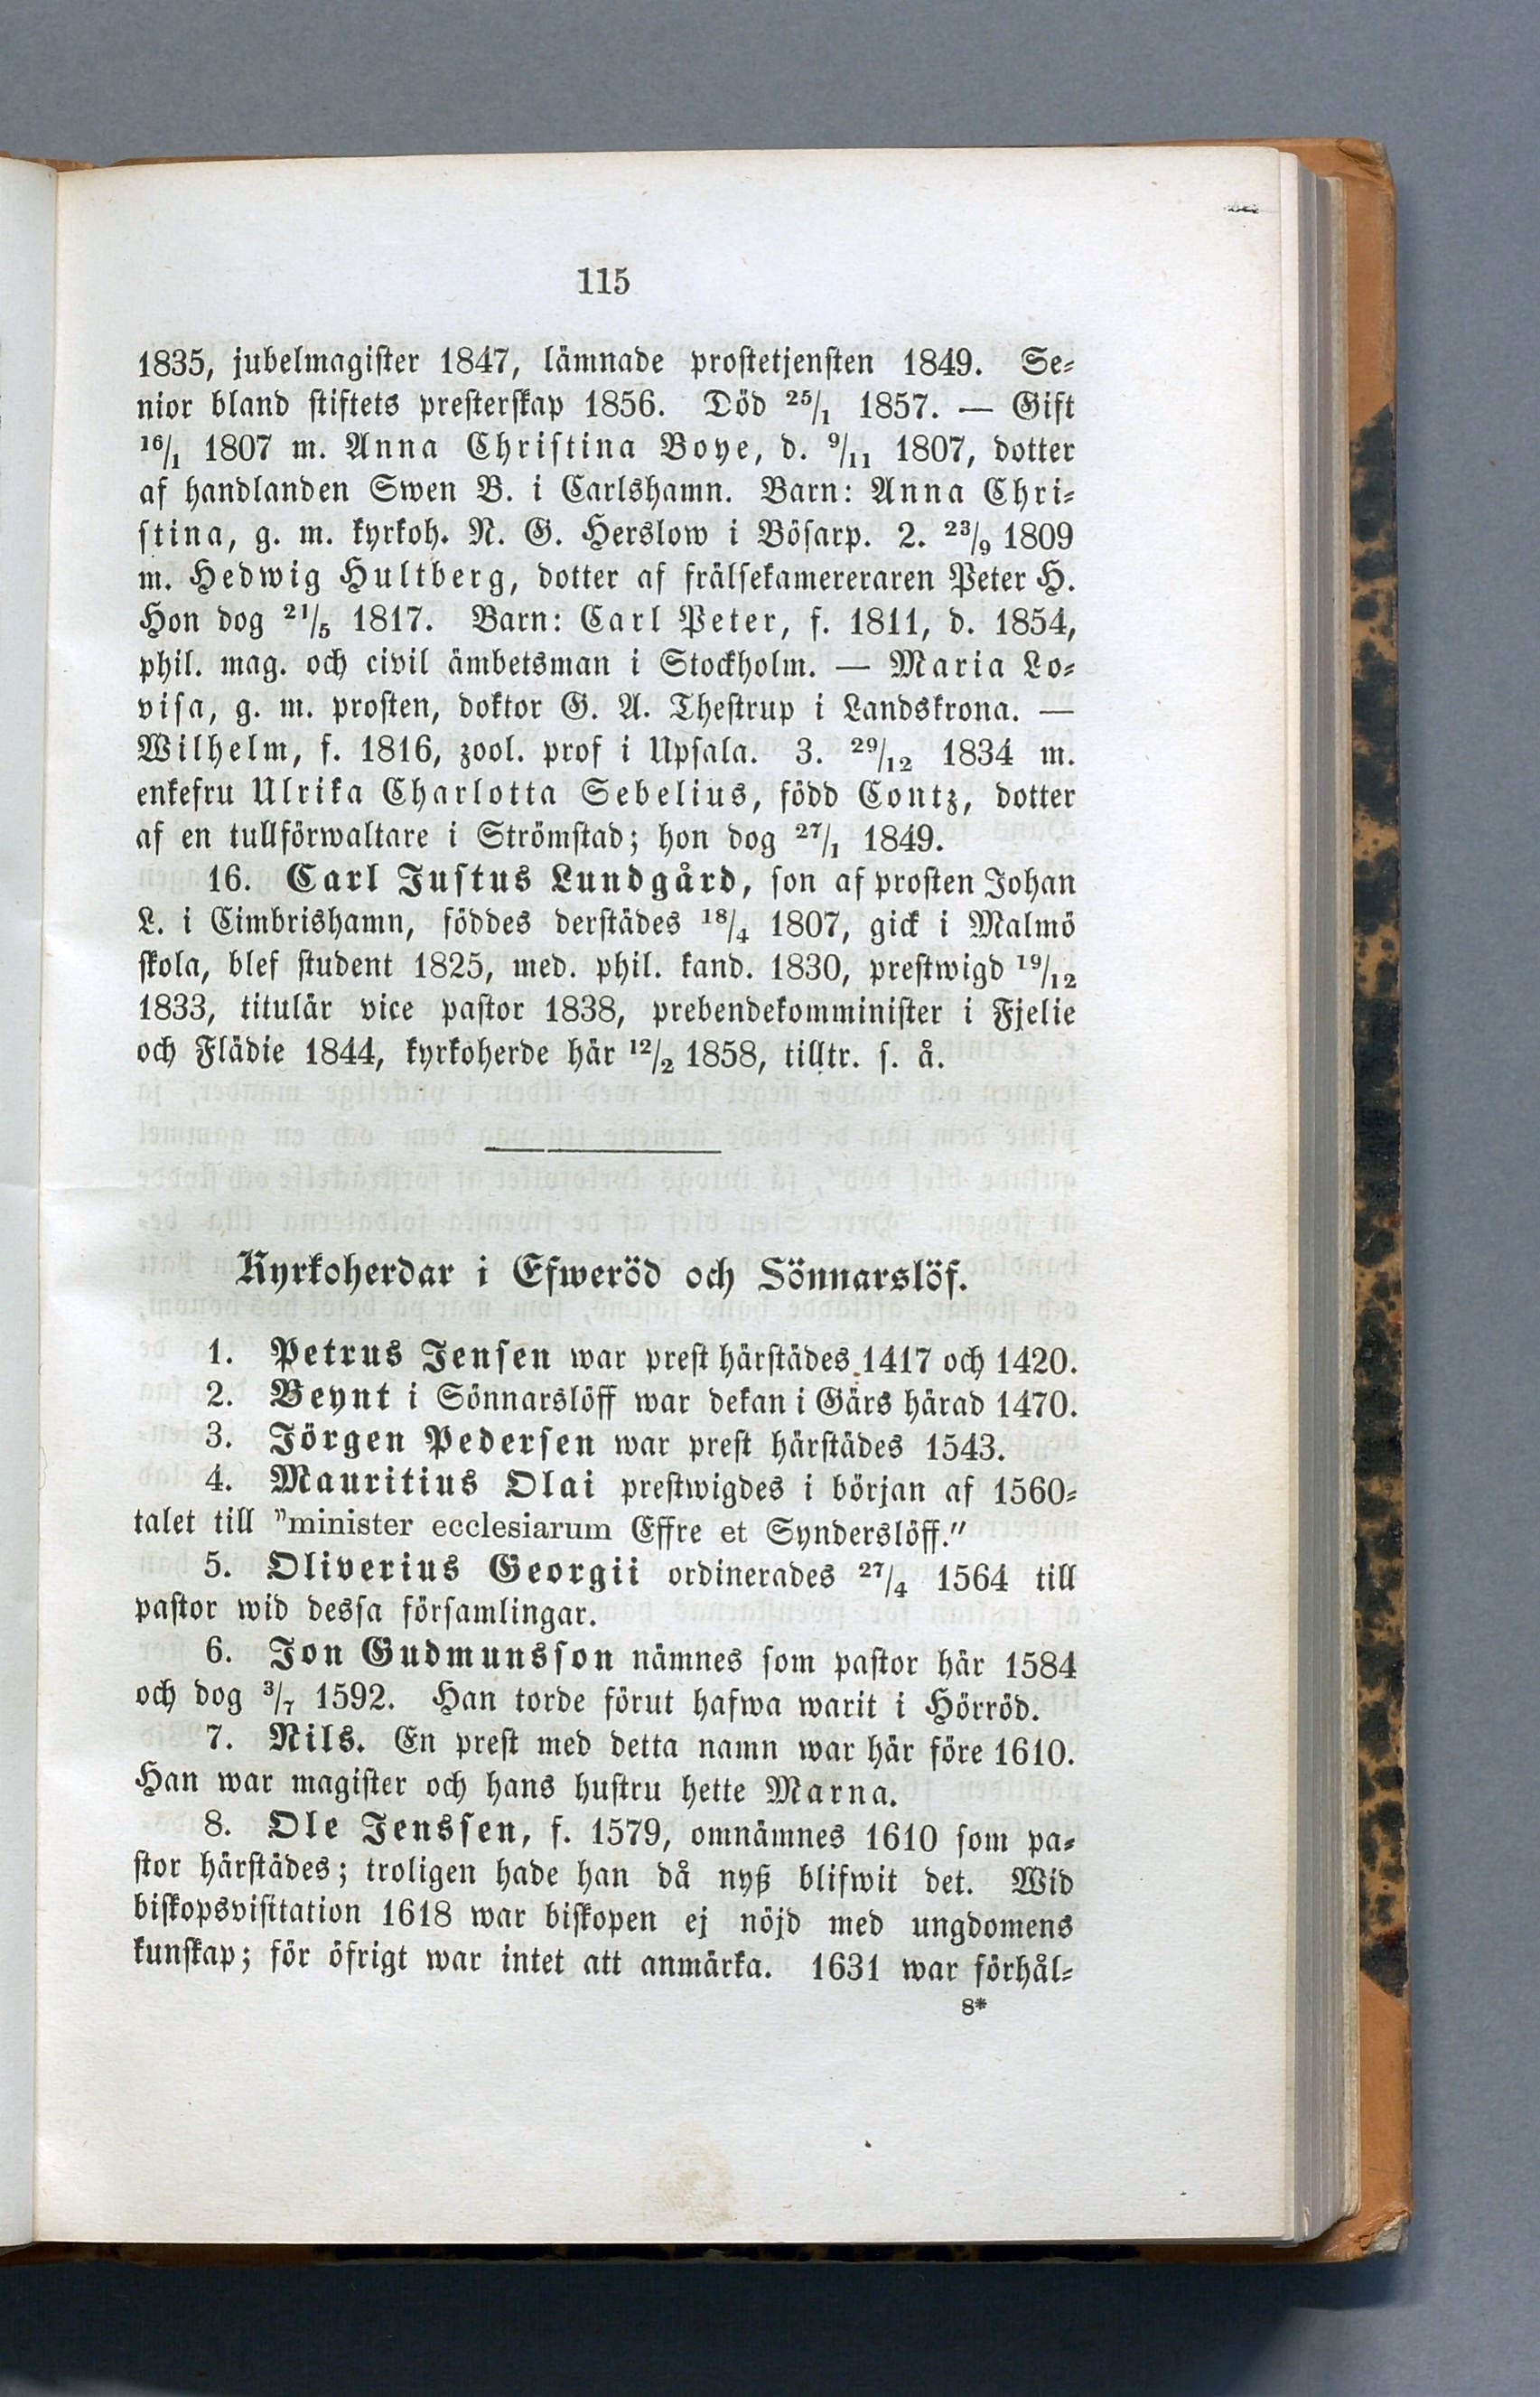 115
1835, jubelmagister 1847, lämnade prostetjensten 1849. Se-
nior bland stiftets presterskap 1856. Död 25/1 1857. — Gift
16/1 1807 m. Anna Christina Boye, d. 9/11 1807, dotter
af handlanden Swen B. i Carlshamn. Barn: Anna Chri-
stina, g. m. kyrkoh. N. G. Herslow i Bösarp. 2. 23/9 1809
m. Hedwig Hultberg, dotter af frälsekamereraren Peter H.
Hon dog 21/5 1817. Barn: Carl Peter, f. 1811, d. 1854,
phil. mag. och civil ämbetsman i Stockholm. — Maria Lo-
visa, g. m. prosten, doktor G. A. Thestrup i Landskrona. —
Wilhelm, f. 1816, zool. prof i Upsala. 3. 29/12 1834 m.
enkefru Ulrika Charlotta Sebelius, född Contz, dotter
af en tullförwaltare i Strömstad; hon dog 27/1 1849.
16. Carl Justus Lundgård, son af prosten Johan
L. i Cimbrishamn, föddes derstädes 18/4 1807, gick i Malmö
skola, blef student 1825, med. phil. kand. 1830, prestwigd 19/12
1833, titulär vice pastor 1838, prebendekomminister i Fjelie
och Flädie 1844, kyrkoherde här 12/2 1858, tilltr. s. å.
Kyrkoherdar i Efweröd och Sönnarslöf.
1. Petrus Jensen war prest härstädes 1417 och 1420.
2. Beynt i Sönnarslöff war dekan i Gärs härad 1470.
3. Jörgen Pedersen war prest härstädes 1543.
4. Mauritius Olai prestwigdes i början af 1560-
talet till "minister ecclesiarum Effre et Synderslöff."
5. Oliverius Georgii ordinerades 27/4 1564 till
pastor wid dessa församlingar.
6. Jon Gudmunsson nämnes som pastor här 1584
och dog 3/7 1592. Han torde förut hafwa warit i Hörröd.
7. Nils. En prest med detta namn war här före 1610.
Han war magister och hans hustru hette Marna.
8. Ole Jenssen, f. 1579, omnämnes 1610 som pa-
stor härstädes; troligen hade han då nyß blifwit det. Wid
biskopsvisitation 1618 war biskopen ej nöjd med ungdomens
kunskap; för öfrigt war intet att anmärka. 1631 war förhål-
8*